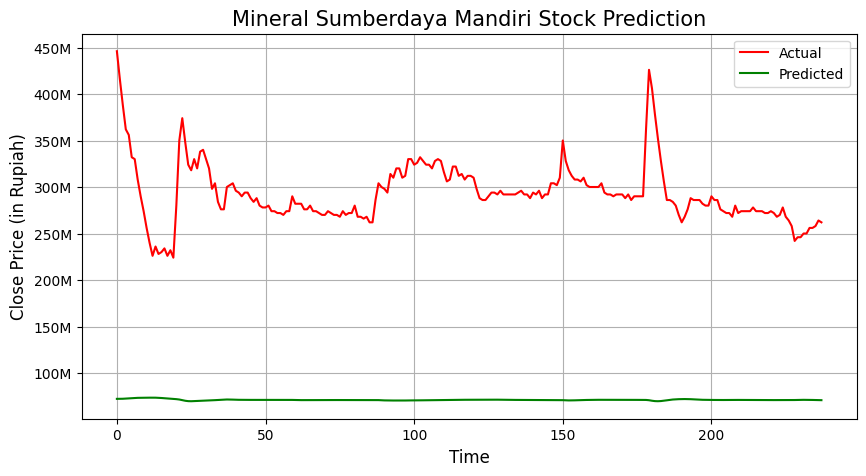 Mineral Sumberdaya Mandiri Stock Prediction
Close Price (in Rupiah)
450M
400M
350M
300M
250M
200M
150M
100M
Actual
Predicted
0
50
100
150
200
Time